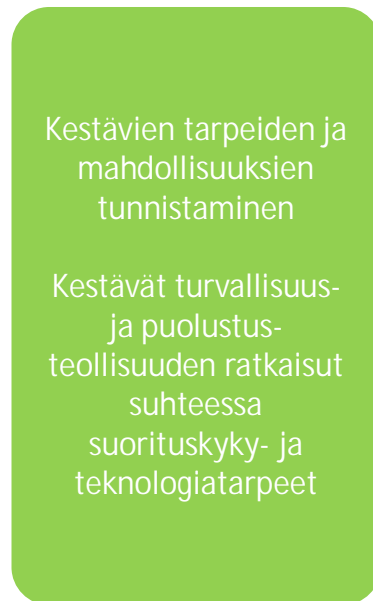 Kestävien tarpeiden ja
mahdollisuuksien
tunnistaminen
Kestävät turvallisuus-
ja puolustus-
teollisuuden ratkaisut
suhteessa
suorituskyky- ja
teknologiatarpeet